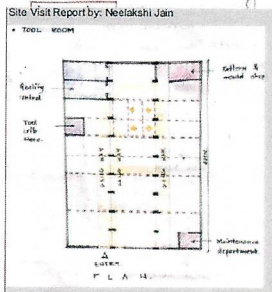 Site Visit Report by: Neelakshi Jain
• TOOL ROOM
Pattern &
mould shop
Quality
control
Tool
crib
store.
Maintenance
department
ENTRY
PLAN